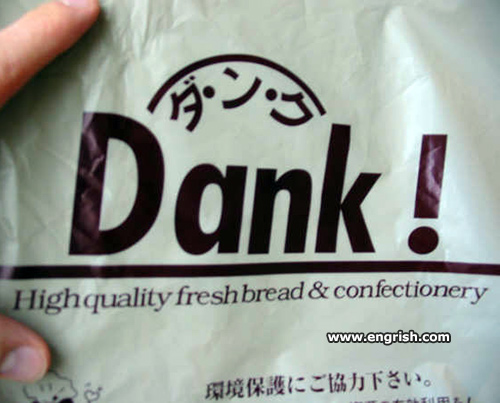 ダ・ン・ク
Dank!
High quality fresh bread & confectionery
www.engrish.com
環境保護にご協力下さい。